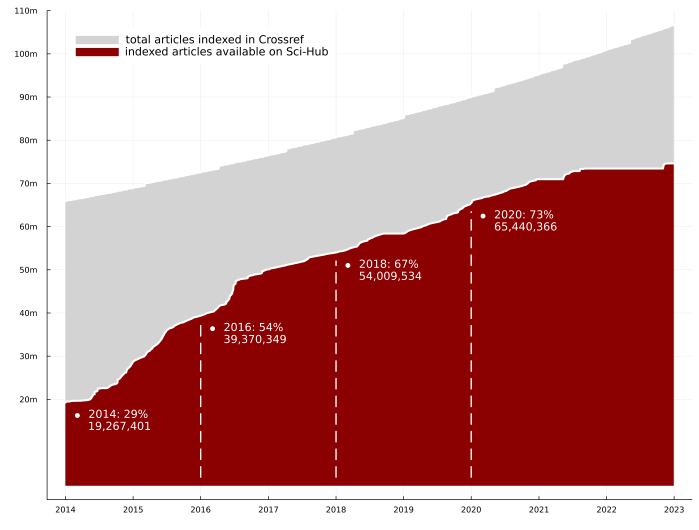 110m
total articles indexed in Crossref
indexed articles available on Sci-Hub
100m
90m
80m
70m
60m
50m
40m
30m
20m
2020: 73%
65,440,366
2018: 67%
54,009,534
2016: 54%
39,370,349
2014: 29%
19,267,401
2014 2015 2016 2017 2018 2019 2020 2021 2022 2023